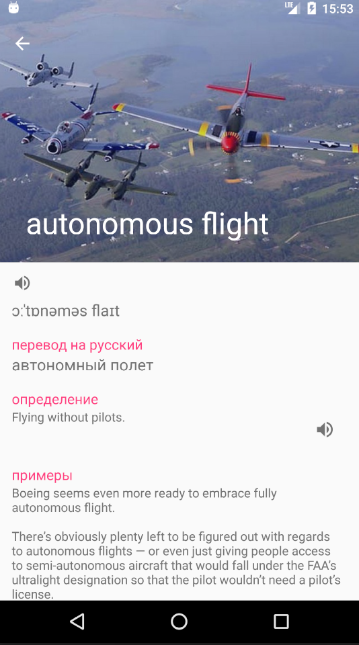 LTE 15:53
autonomous flight
ɔːˈtɒnəməs flaɪt
перевод на русский
автономный полет
определение
Flying without pilots.
примеры
Boeing seems even more ready to embrace fully
autonomous flight.
There's obviously plenty left to be figured out with regards
to autonomous flights — or even just giving people access
to semi-autonomous aircraft that would fall under the FAA's
ultralight designation so that the pilot wouldn't need a pilot's
license.